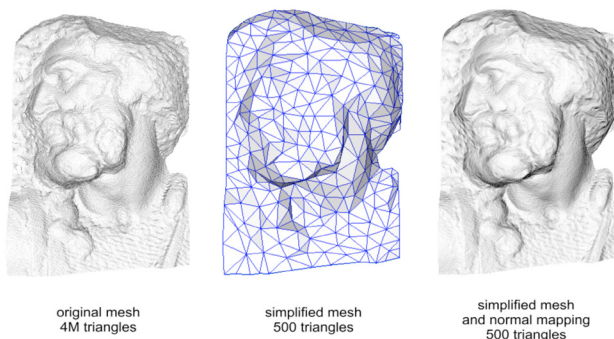 original mesh
4M triangles
simplified mesh
500 triangles
simplified mesh
and normal mapping
500 triangles